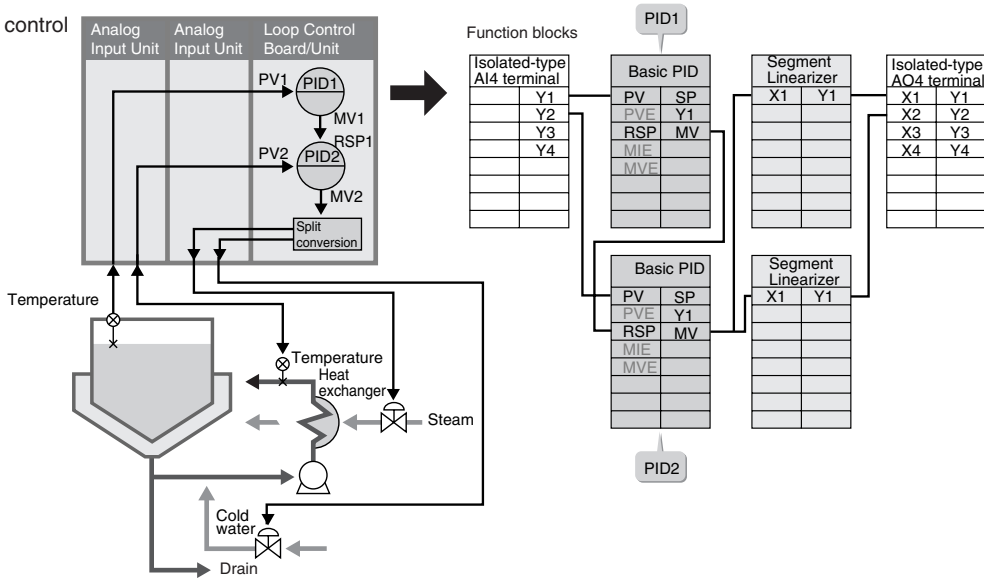 control
Analog
Input Unit
Analog
Input Unit
Loop Control
Board/Unit
PV1
PID1
MV1
RSP1
PV2
PID2
MV2
Split
conversion
Temperature
Temperature
Heat
exchanger
Steam
Cold
water
Drain
Function blocks
PID1
Isolated-type
AI4 terminal
Y1
Y2
Y3
Y4
Basic PID
PV SP
PVE Y1
RSP MV
MIE
MVE
Segment
Linearizer
X1 Y1
Isolated-type
AO4 terminal
X1 Y1
X2 Y2
X3 Y3
X4 Y4
Basic PID
PV SP
PVE Y1
RSP MV
MIE
MVE
Segment
Linearizer
X1 Y1
PID2